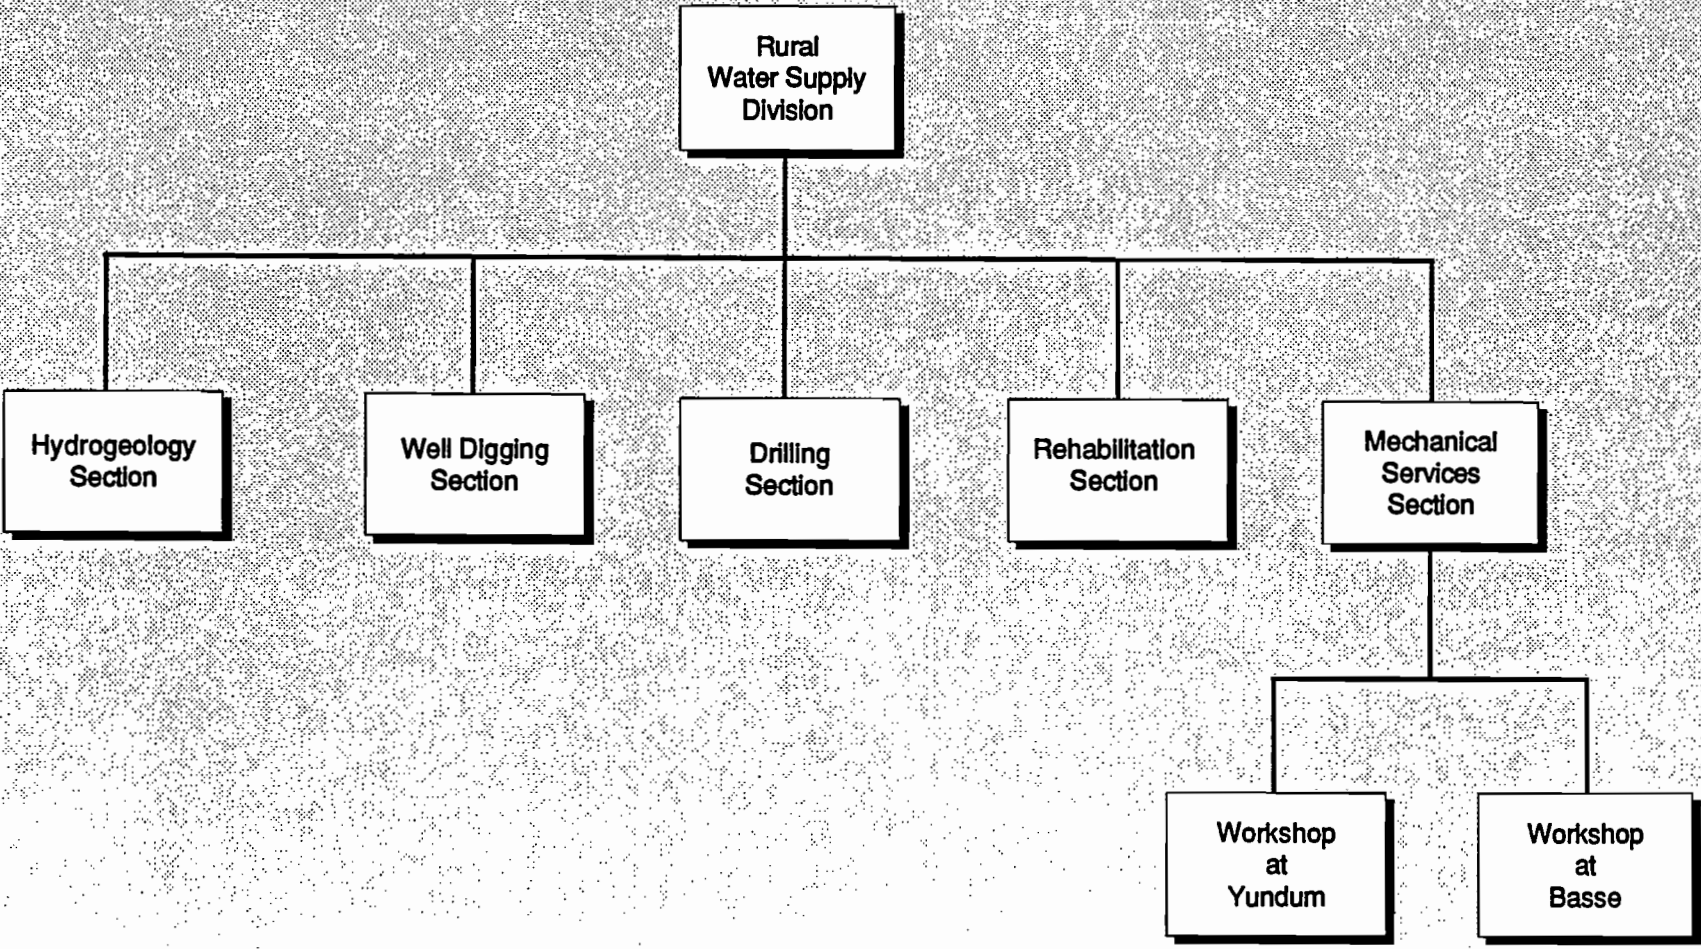 Rural
Water Supply
Division
Hydrogeology
Section
Well Digging
Section
Drilling
Section
Rehabilitation
Section
Mechanical
Services
Section
Workshop
at
Yundum
Workshop
at
Basse